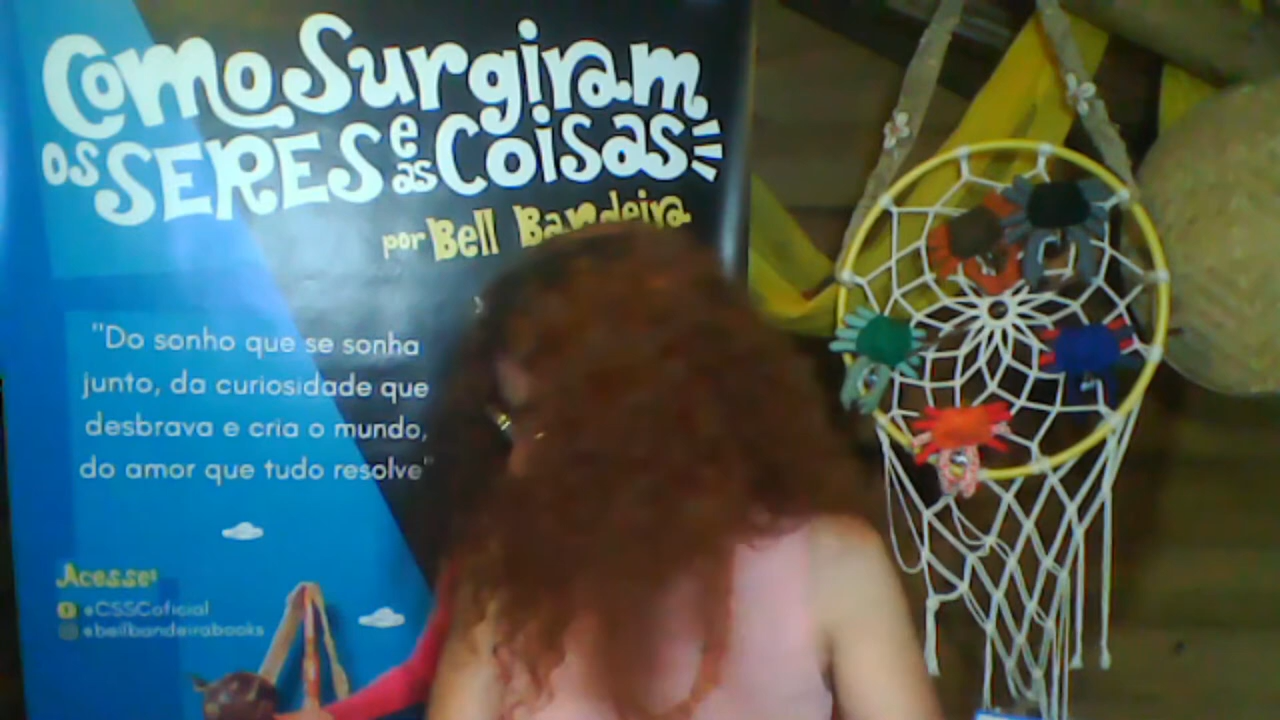 Como Surgiram
os SERES e as Coisas
por Bell Bandeira
"Do sonho que se sonha
junto, da curiosidade que
desbrava e cria o mundo,
do amor que tudo resolve"
Acesse:
@CSSCoficial
@bellbandeirabooks